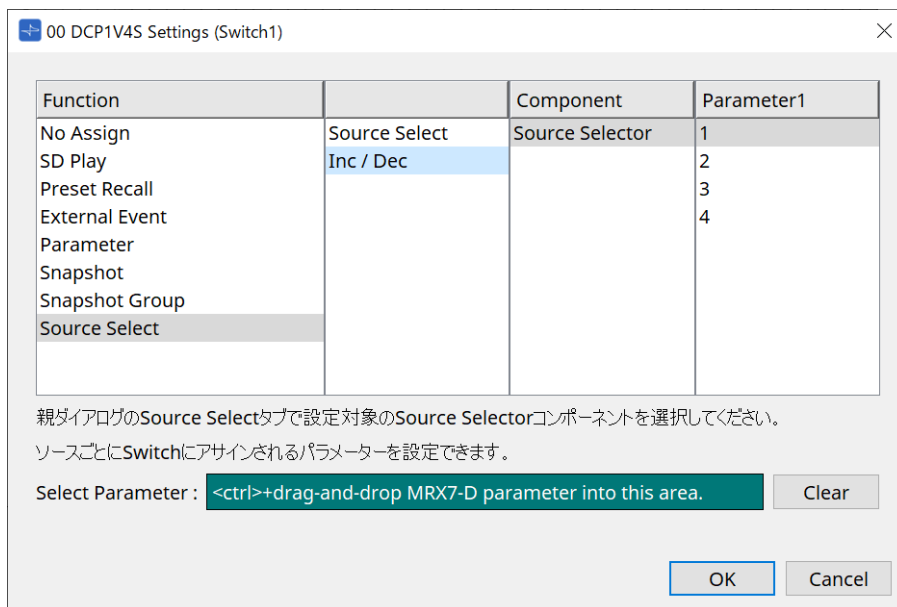 00 DCP1V4S Settings (Switch1)
Function Component Parameter1
No Assign Source Select Source Selector 1
SD Play Inc / Dec 2
Preset Recall 3
External Event 4
Parameter
Snapshot
Snapshot Group
Source Select
親ダイアログのSource Selectタブで設定対象のSource Selectorコンポーネントを選択してください。
ソースごとにSwitchにアサインされるパラメーターを設定できます。
Select Parameter : <ctrl>+drag-and-drop MRX7-D parameter into this area. Clear
OK Cancel